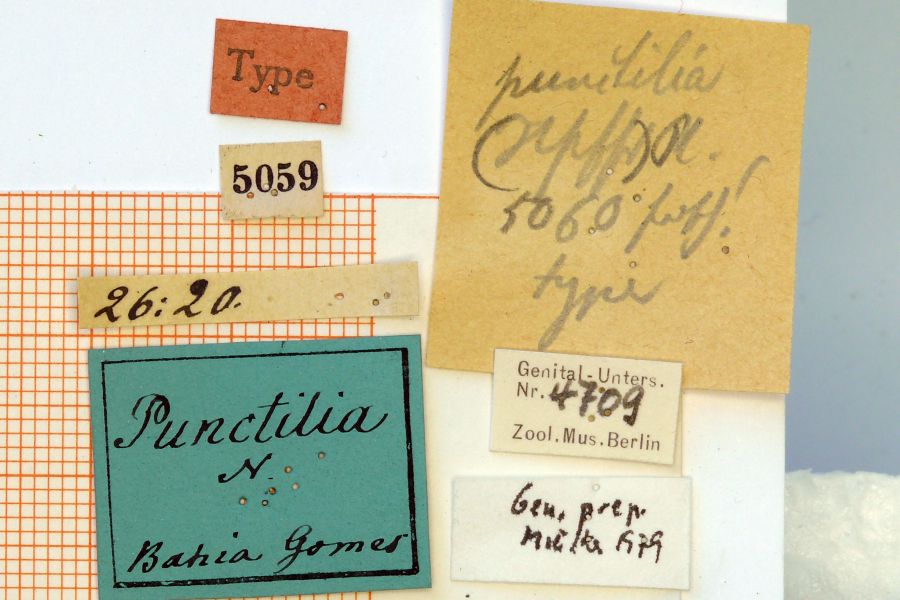 Type
5059
26:20.
Punctilia
N.
Bahia Gomes
punctilia
5060
type
Genital-Unters.
Nr. 4709
Zool.Mus.Berlin
Gen. prep.